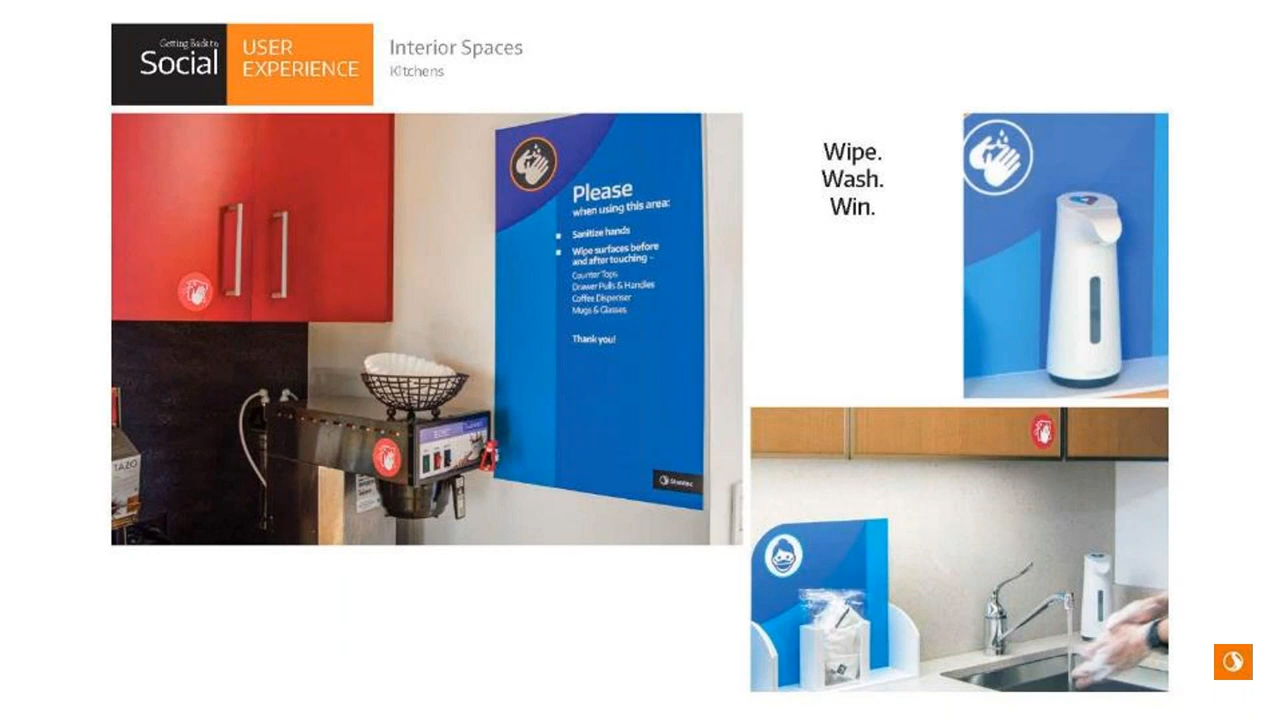 Getting Back to
Social
USER
EXPERIENCE
Interior Spaces
Kitchens
Please
when using this area:
Sanitize hands
Wipe surfaces before
and after touching –
Counter Tops
Drawer Pulls & Handles
Coffee Dispenser
Mugs & Glasses
Thank you!
Stantec
TAZO
Wipe.
Wash.
Win.